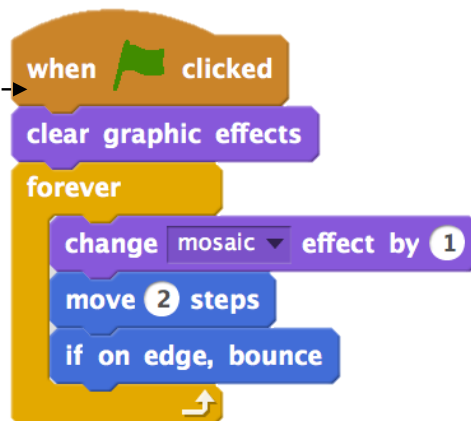 when clicked
clear graphic effects
forever
change mosaic effect by 1
move 2 steps
if on edge, bounce